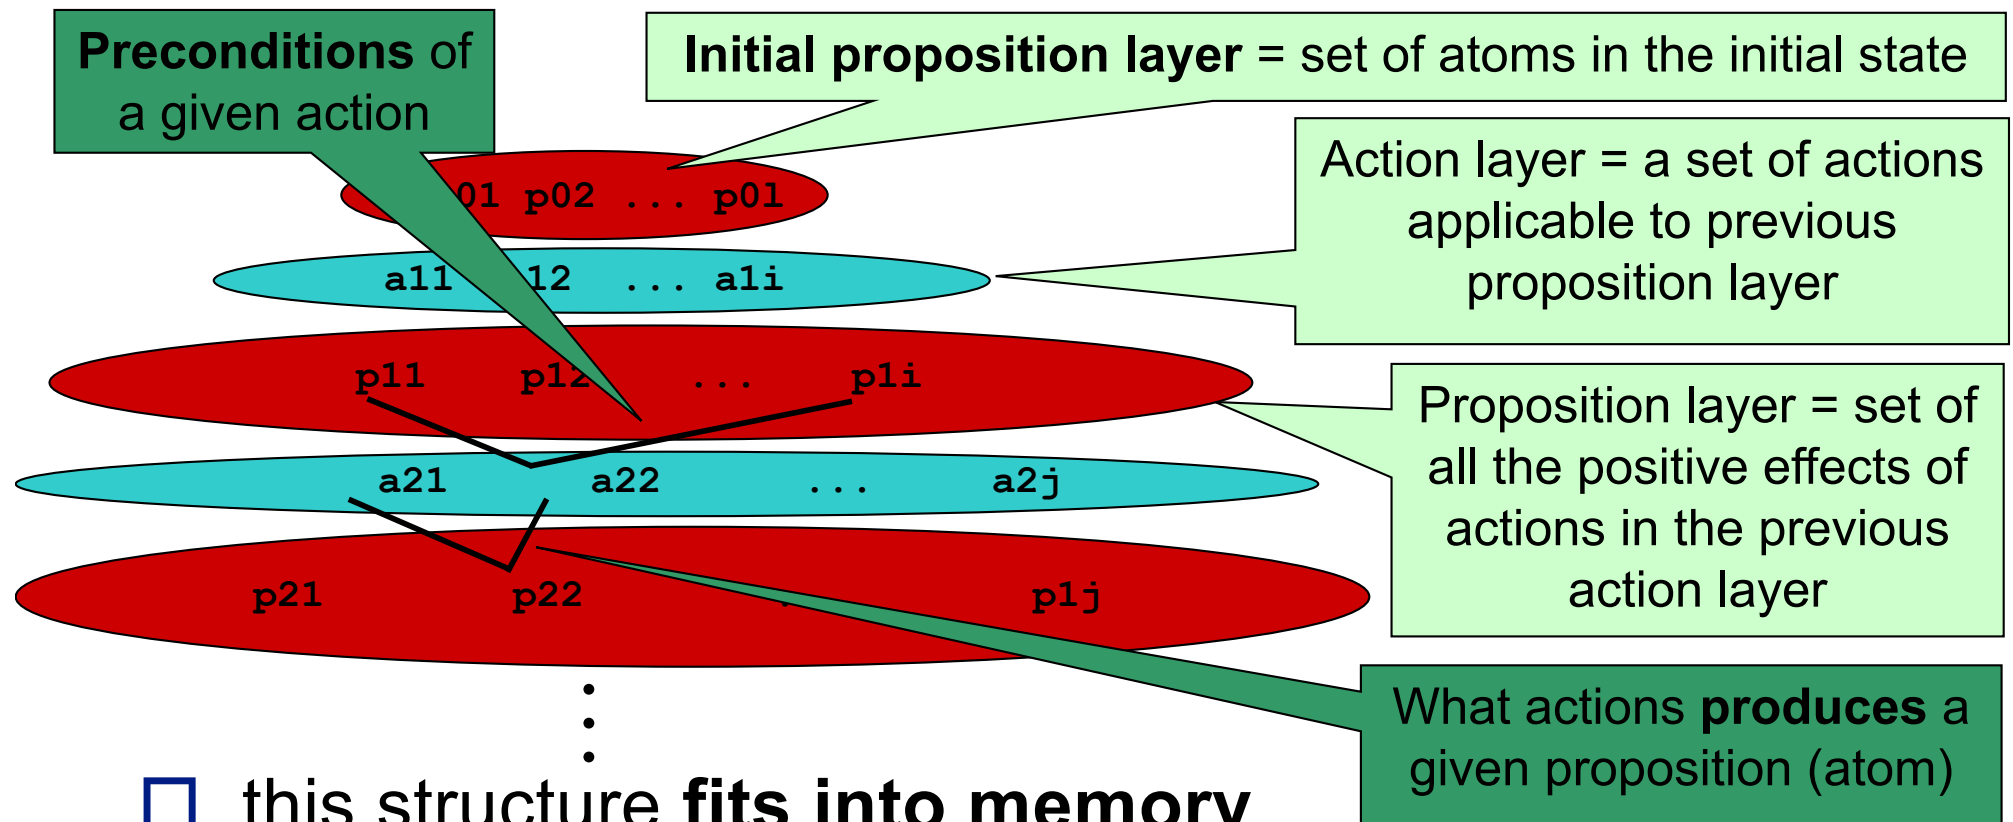 Preconditions of
a given action
Initial proposition layer = set of atoms in the initial state
Action layer = a set of actions
applicable to previous
proposition layer
01 p02 ... p0l
a11 12 ... a1i
p11 p12 ... p1i
Proposition layer = set of
all the positive effects of
actions in the previous
action layer
a21 a22 ... a2j
p21 p22 . p1j
What actions produces a
given proposition (atom)
this structure fits into memory